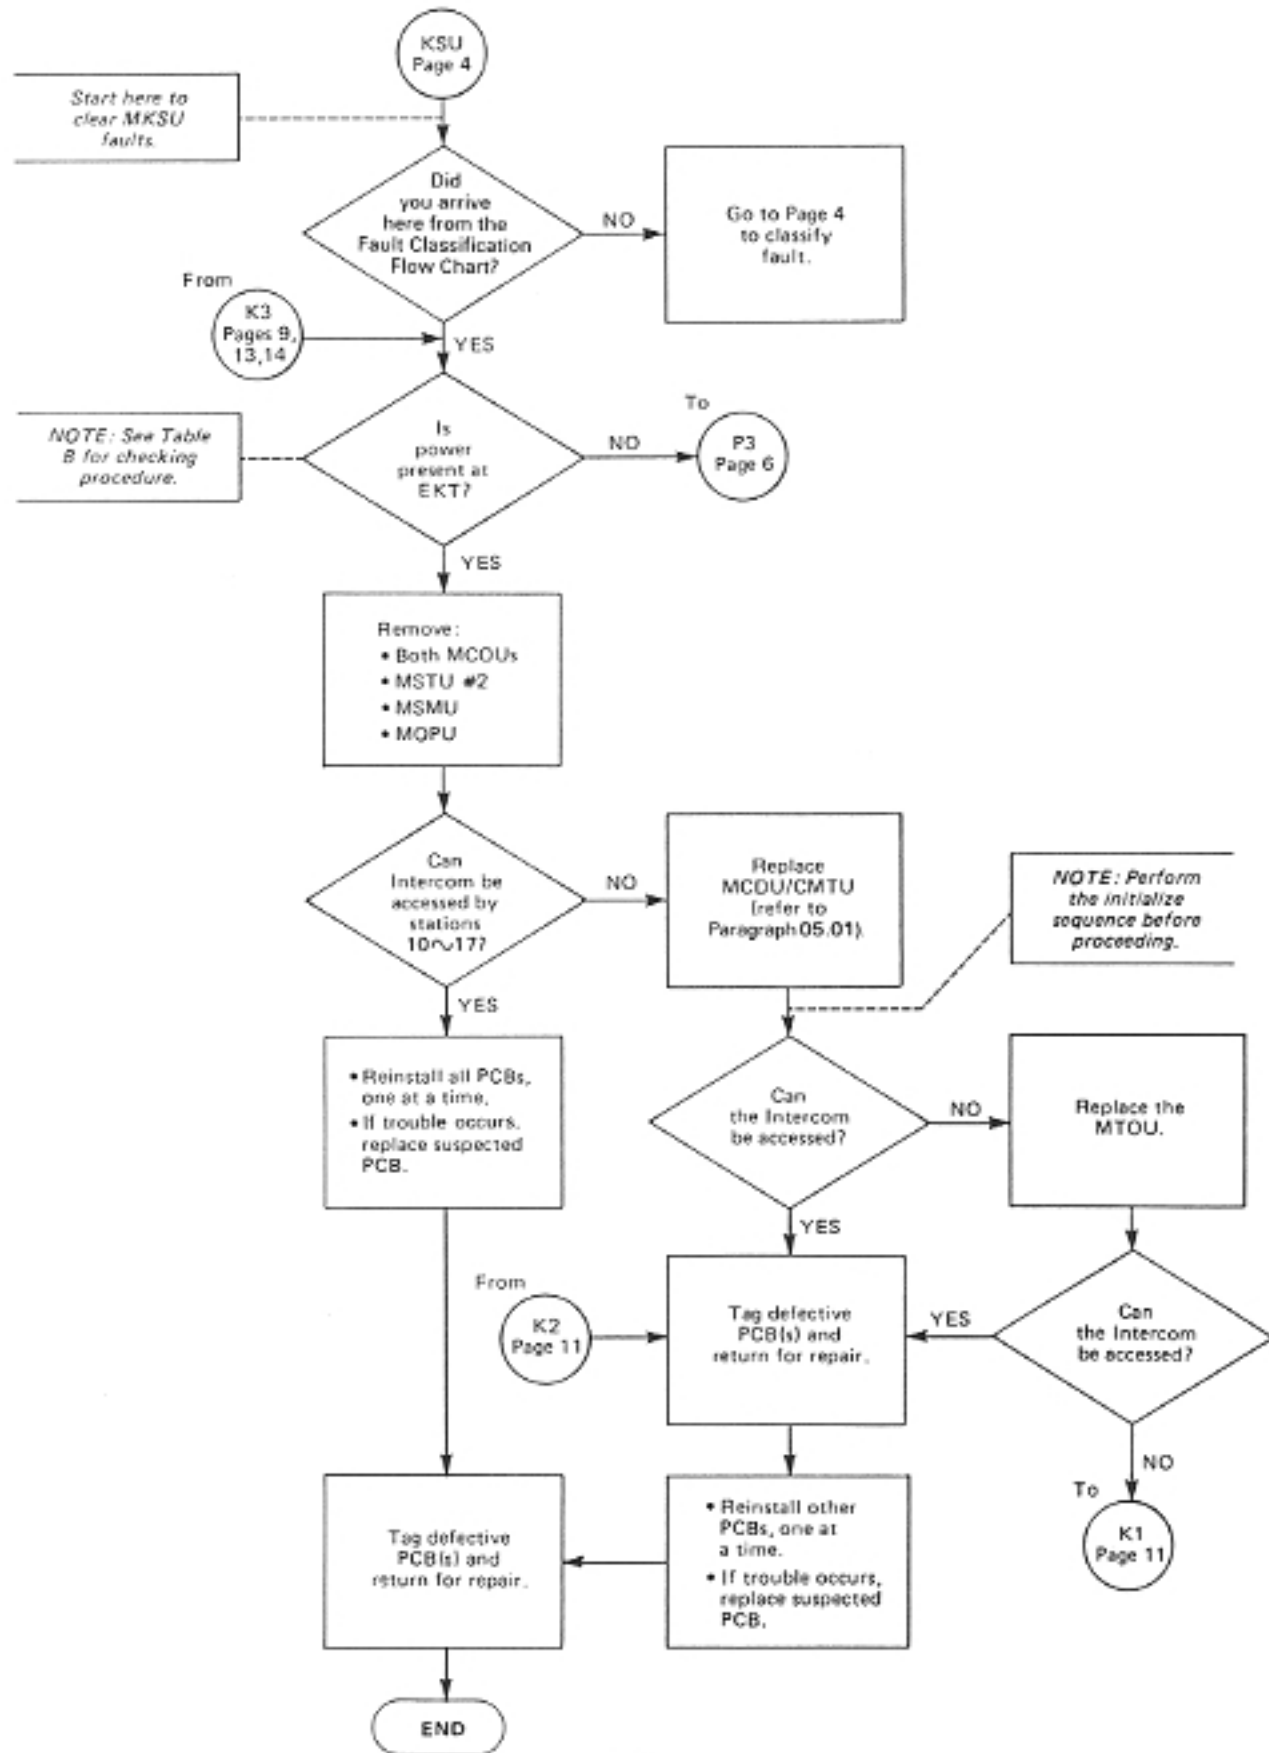 KSU
Page 4
Start here to
clear MKSU
faults.
Did
you arrive
here from the
Fault Classification
Flow Chart?
NO
Go to Page 4
to classify
fault.
From
K3
Pages 9,
13,14
YES
NOTE: See Table
B for checking
procedure.
Is
power
present at
EKT?
NO
To
P3
Page 6
YES
Remove:
• Both MCOUs
• MSTU #2
• MSMU
• MOPU
Can
Intercom be
accessed by
stations
10~17?
NO
Replace
MCDU/CMTU
(refer to
Paragraph 05.01).
NOTE: Perform
the initialize
sequence before
proceeding.
YES
• Reinstall all PCBs,
one at a time.
• If trouble occurs,
replace suspected
PCB.
Can
the Intercom
be accessed?
NO
Replace the
MTOU.
YES
From
K2
Page 11
Tag defective
PCB(s) and
return for repair.
YES
Can
the Intercom
be accessed?
NO
To
K1
Page 11
Tag defective
PCB(s) and
return for repair.
• Reinstall other
PCBs, one at
a time.
• If trouble occurs,
replace suspected
PCB.
END